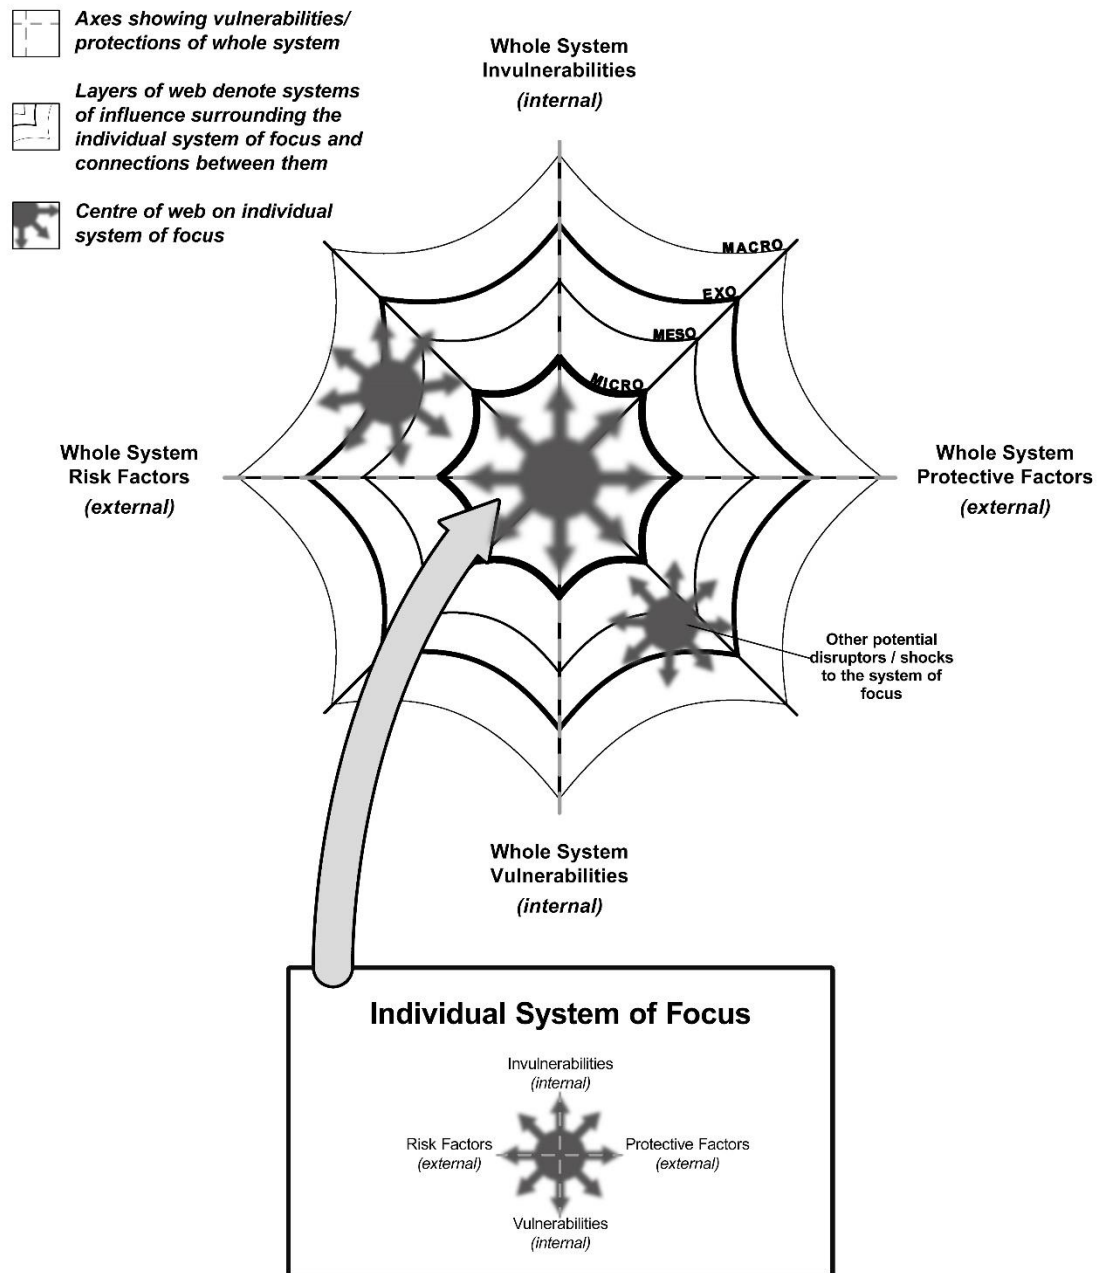 Axes showing vulnerabilities/
protections of whole system
Layers of web denote systems
of influence surrounding the
individual system of focus and
connections between them
Centre of web on individual
system of focus
Whole System
Invulnerabilities
(internal)
MACRO
EXO
MESO
MICRO
Whole System
Risk Factors
(external)
Whole System
Protective Factors
(external)
Other potential
disruptors / shocks
to the system of
focus
Whole System
Vulnerabilities
(internal)
Individual System of Focus
Invulnerabilities
(internal)
Risk Factors
(external)
Protective Factors
(external)
Vulnerabilities
(internal)